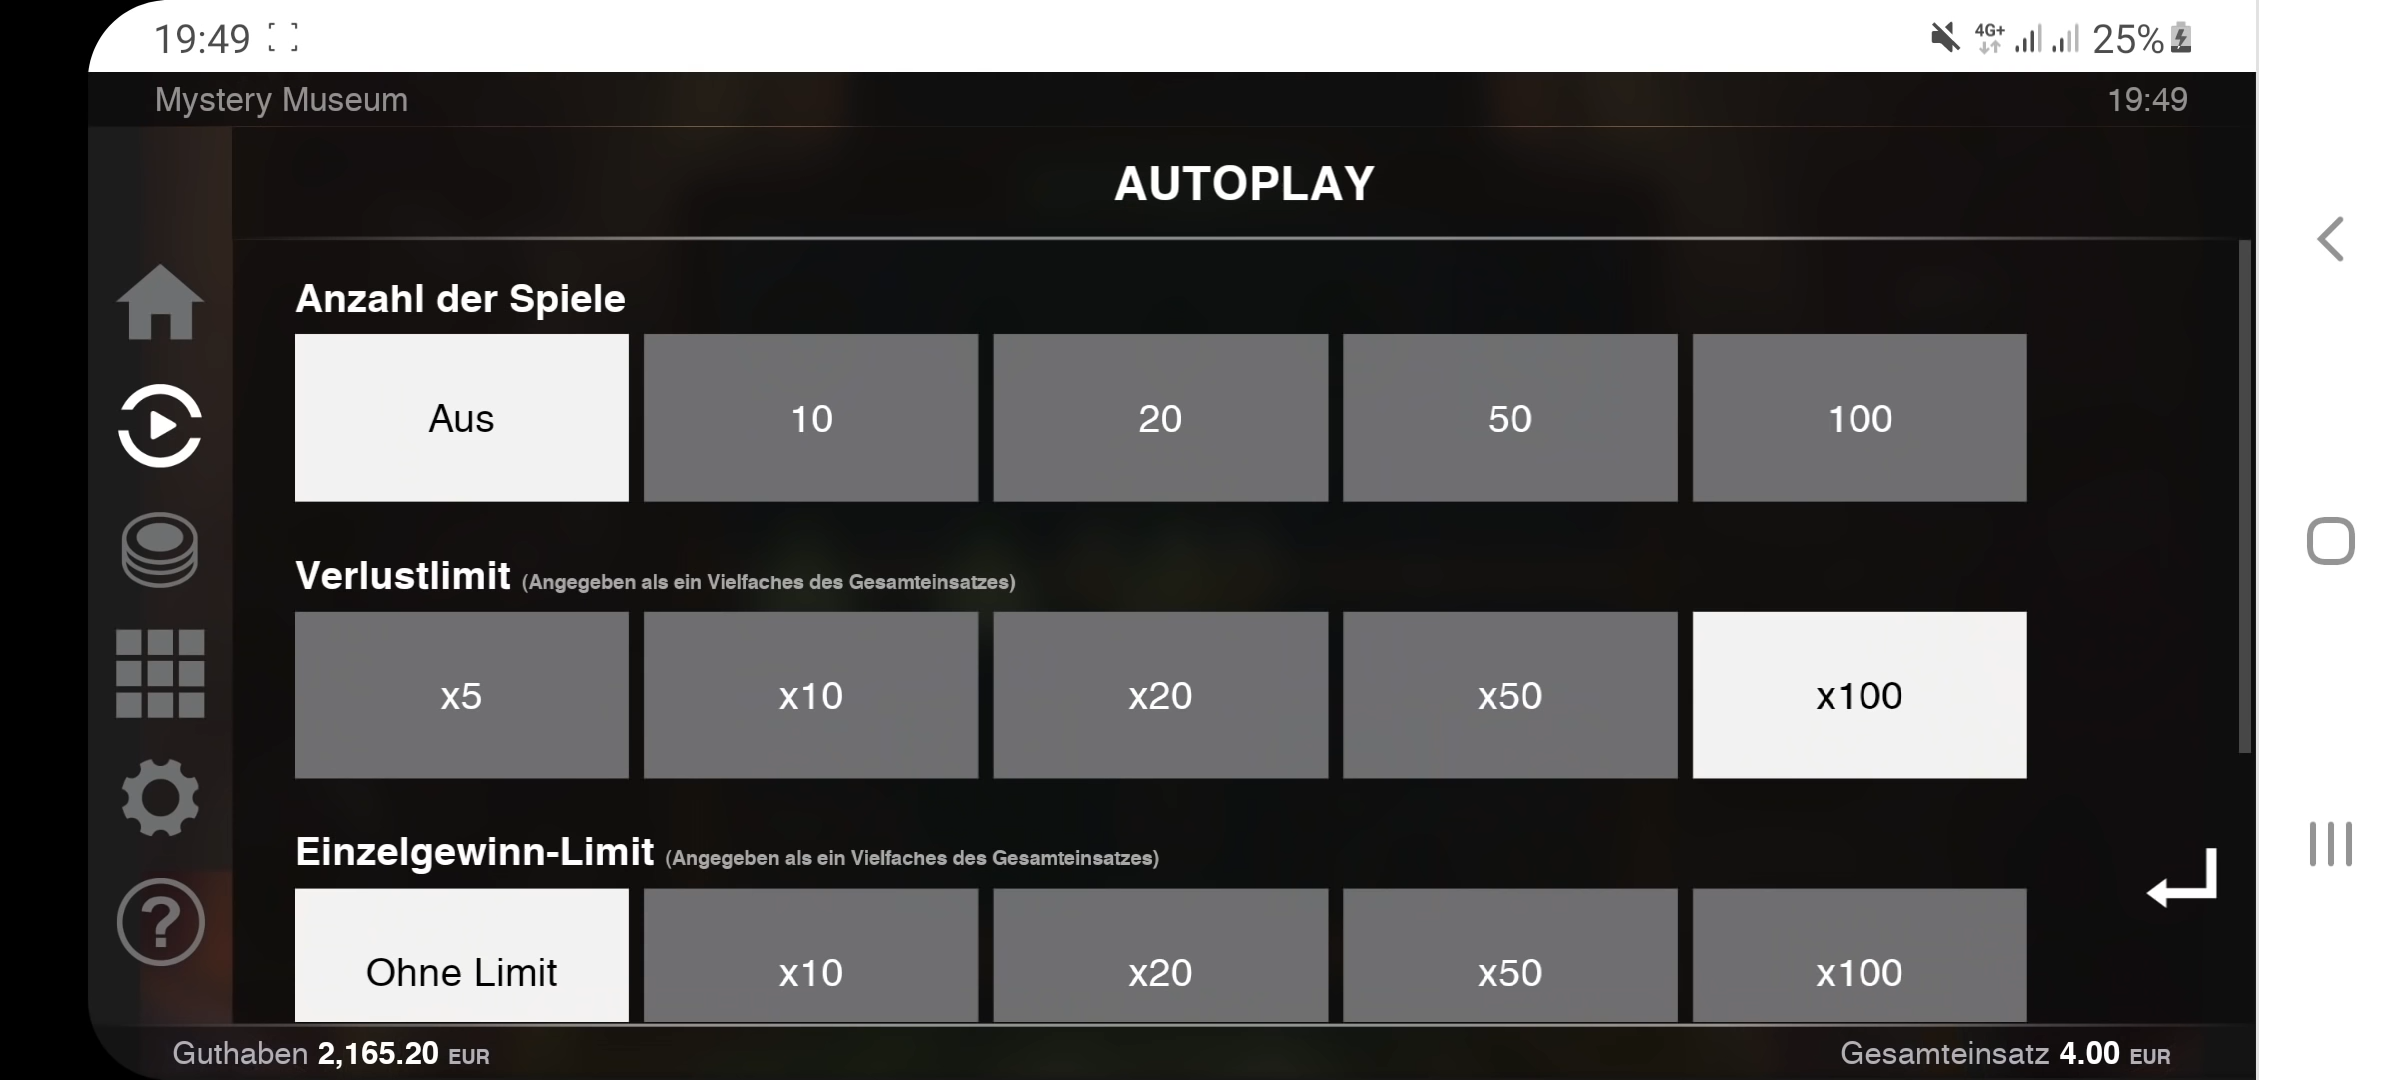 19:49 4G+ 25%
Mystery Museum 19:49
AUTOPLAY
Anzahl der Spiele
Aus 10 20 50 100
Verlustlimit (Angegeben als ein Vielfaches des Gesamteinsatzes)
x5 x10 x20 x50 x100
Einzelgewinn-Limit (Angegeben als ein Vielfaches des Gesamteinsatzes)
Ohne Limit x10 x20 x50 x100
?
Guthaben 2,165.20 EUR Gesamteinsatz 4.00 EUR